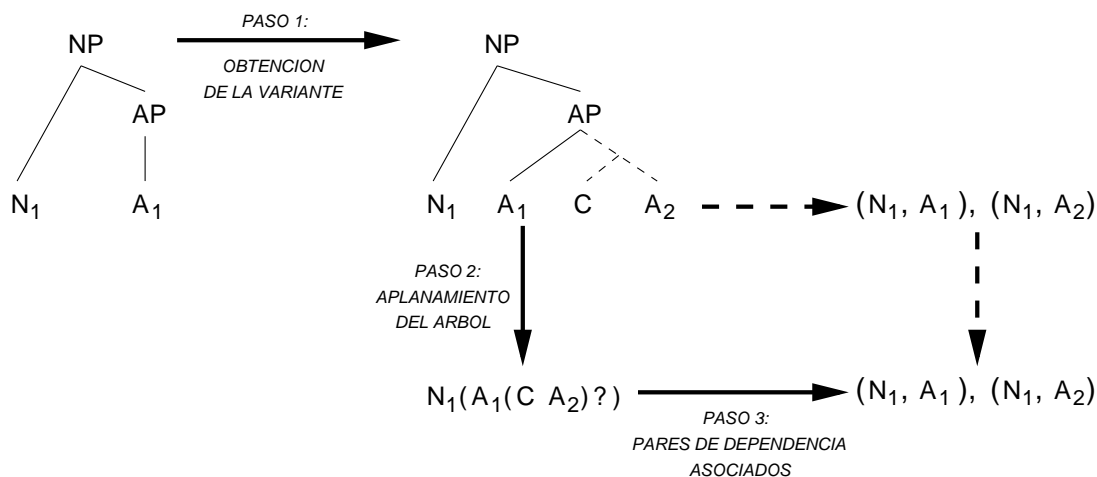 PASO 1:
NP
OBTENCION
DE LA VARIANTE
AP
N1
A1
NP
AP
N1
A1
C
A2
(N1, A1), (N1, A2)
PASO 2:
APLANAMIENTO
DEL ARBOL
N1(A1(C A2)?)
(N1, A1), (N1, A2)
PASO 3:
PARES DE DEPENDENCIA
ASOCIADOS